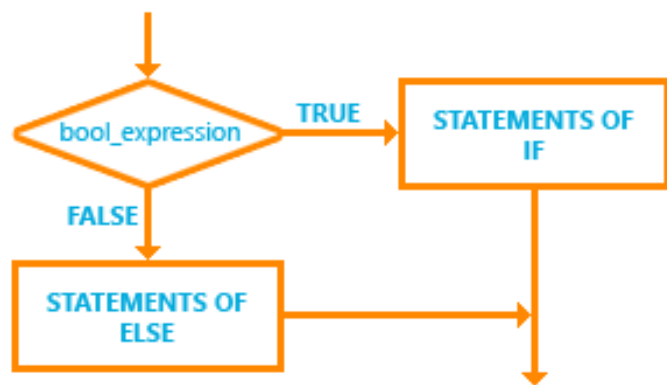 bool_expression
TRUE
STATEMENTS OF
IF
FALSE
STATEMENTS OF
ELSE